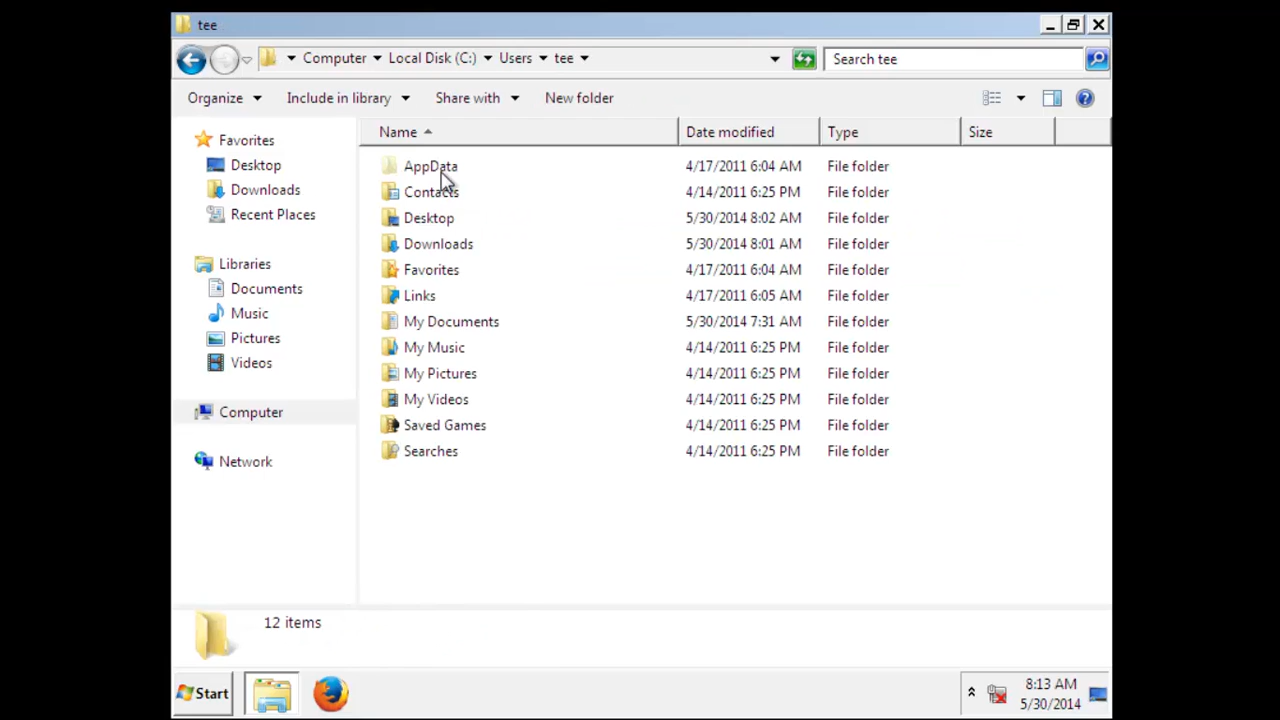 tee
Computer Local Disk (C:) Users tee Search tee
Organize Include in library Share with New folder
Name Date modified Type Size
Favorites
Desktop
Downloads
Recent Places
Libraries
Documents
Music
Pictures
Videos
Computer
Network
AppData 4/17/2011 6:04 AM File folder
Contacts 4/14/2011 6:25 PM File folder
Desktop 5/30/2014 8:02 AM File folder
Downloads 5/30/2014 8:01 AM File folder
Favorites 4/17/2011 6:04 AM File folder
Links 4/17/2011 6:05 AM File folder
My Documents 5/30/2014 7:31 AM File folder
My Music 4/14/2011 6:25 PM File folder
My Pictures 4/14/2011 6:25 PM File folder
My Videos 4/14/2011 6:25 PM File folder
Saved Games 4/14/2011 6:25 PM File folder
Searches 4/14/2011 6:25 PM File folder
12 items
Start
8:13 AM
5/30/2014